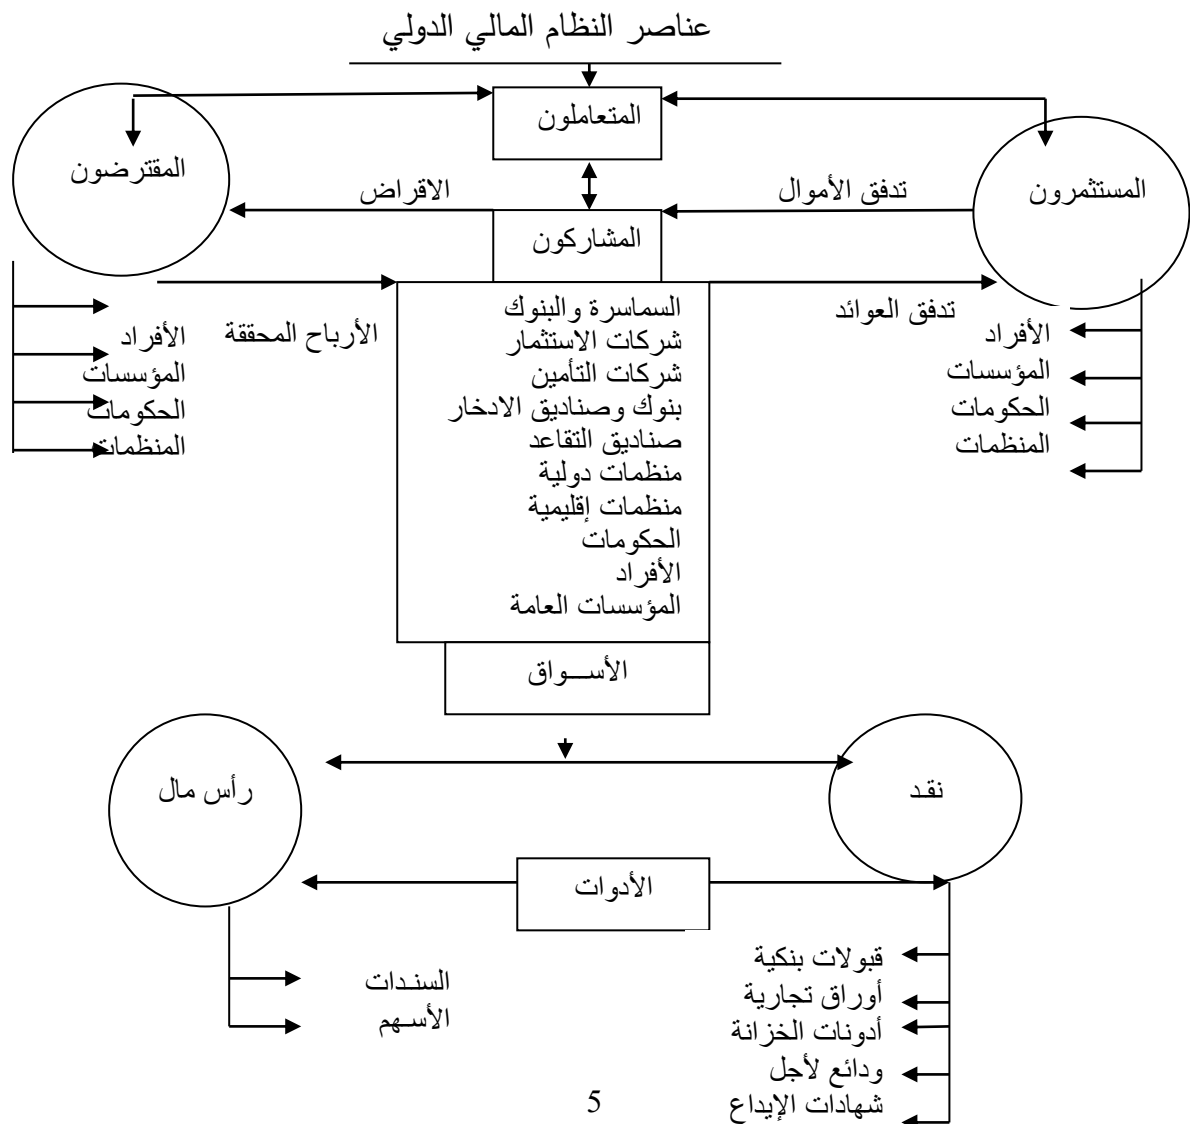 عناصر النظام المالي الدولي
المتعاملون
المستثمرون
المقترضون
تدفق الأموال
الاقراض
المشاركون
تدفق العوائد
الأرباح المحققة
الأفراد
المؤسسات
الحكومات
المنظمات
السماسرة والبنوك
شركات الاستثمار
شركات التأمين
بنوك وصناديق الادخار
صناديق التقاعد
منظمات دولية
منظمات إقليمية
الحكومات
الأفراد
المؤسسات العامة
الأفراد
المؤسسات
الحكومات
المنظمات
الأســواق
نقد
رأس مال
الأدوات
قبولات بنكية
أوراق تجارية
أدونات الخزانة
ودائع لأجل
شهادات الإيداع
السندات
الأسهم
5